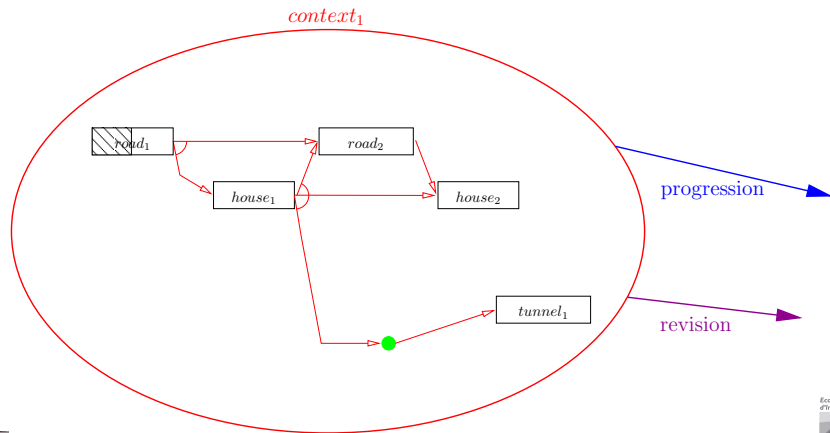 context₁
road₁
road₂
house₁
house₂
progression
tunnel₁
revision